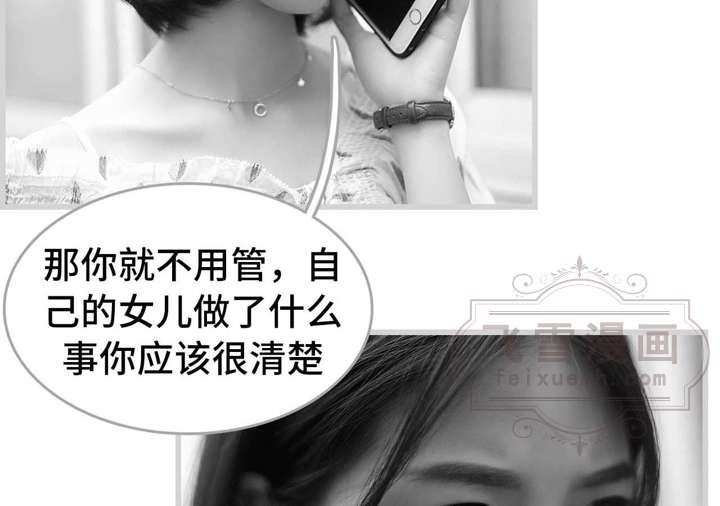 那你就不用管，自
己的女儿做了什么
事你应该很清楚
飞雪漫画